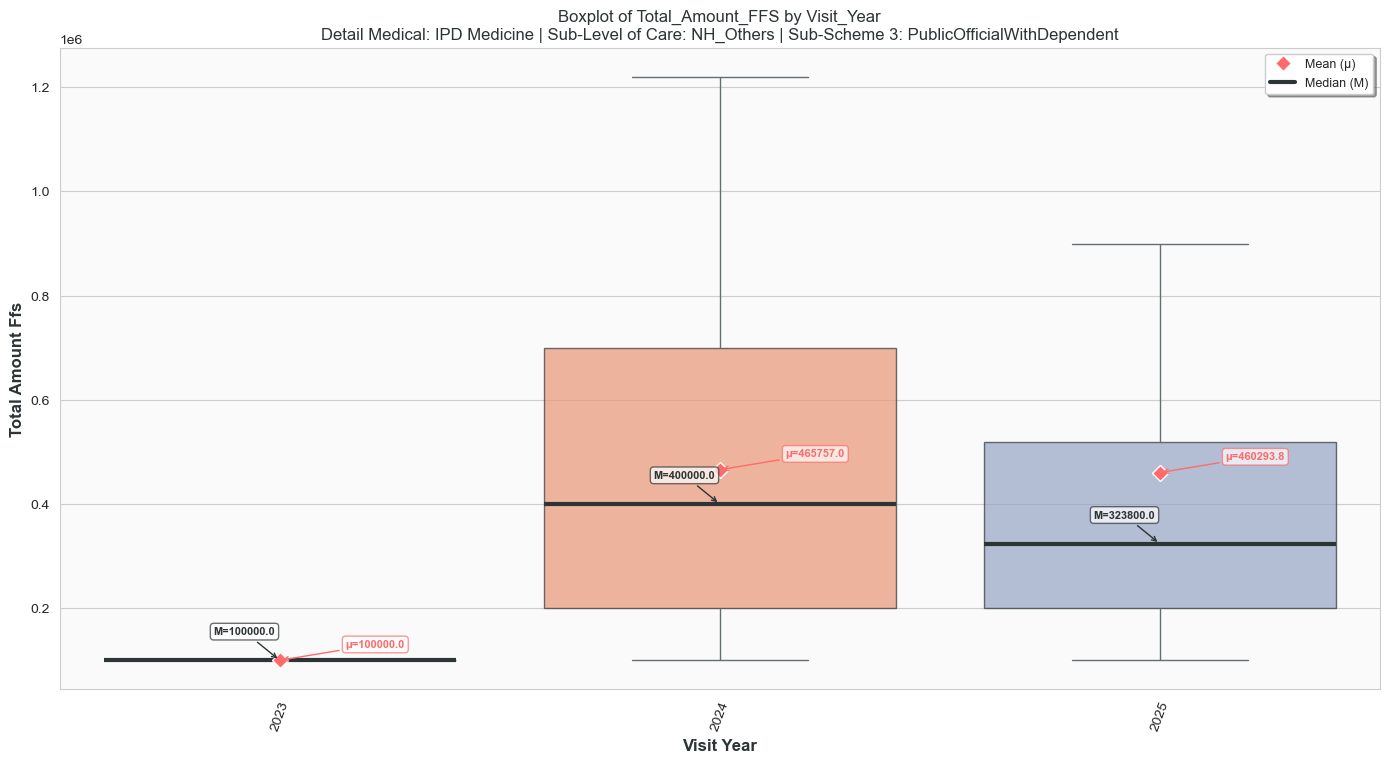 Boxplot of Total_Amount_FFS by Visit_Year
Detail Medical: IPD Medicine | Sub-Level of Care: NH_Others | Sub-Scheme 3: PublicOfficialWithDependent
1e6
Mean (μ)
Median (M)
1.2
1.0
0.8
0.6
0.4
0.2
Total Amount Ffs
M=100000.0
μ=100000.0
M=400000.0
μ=465757.0
M=323800.0
μ=460293.8
2023
2024
2025
Visit Year